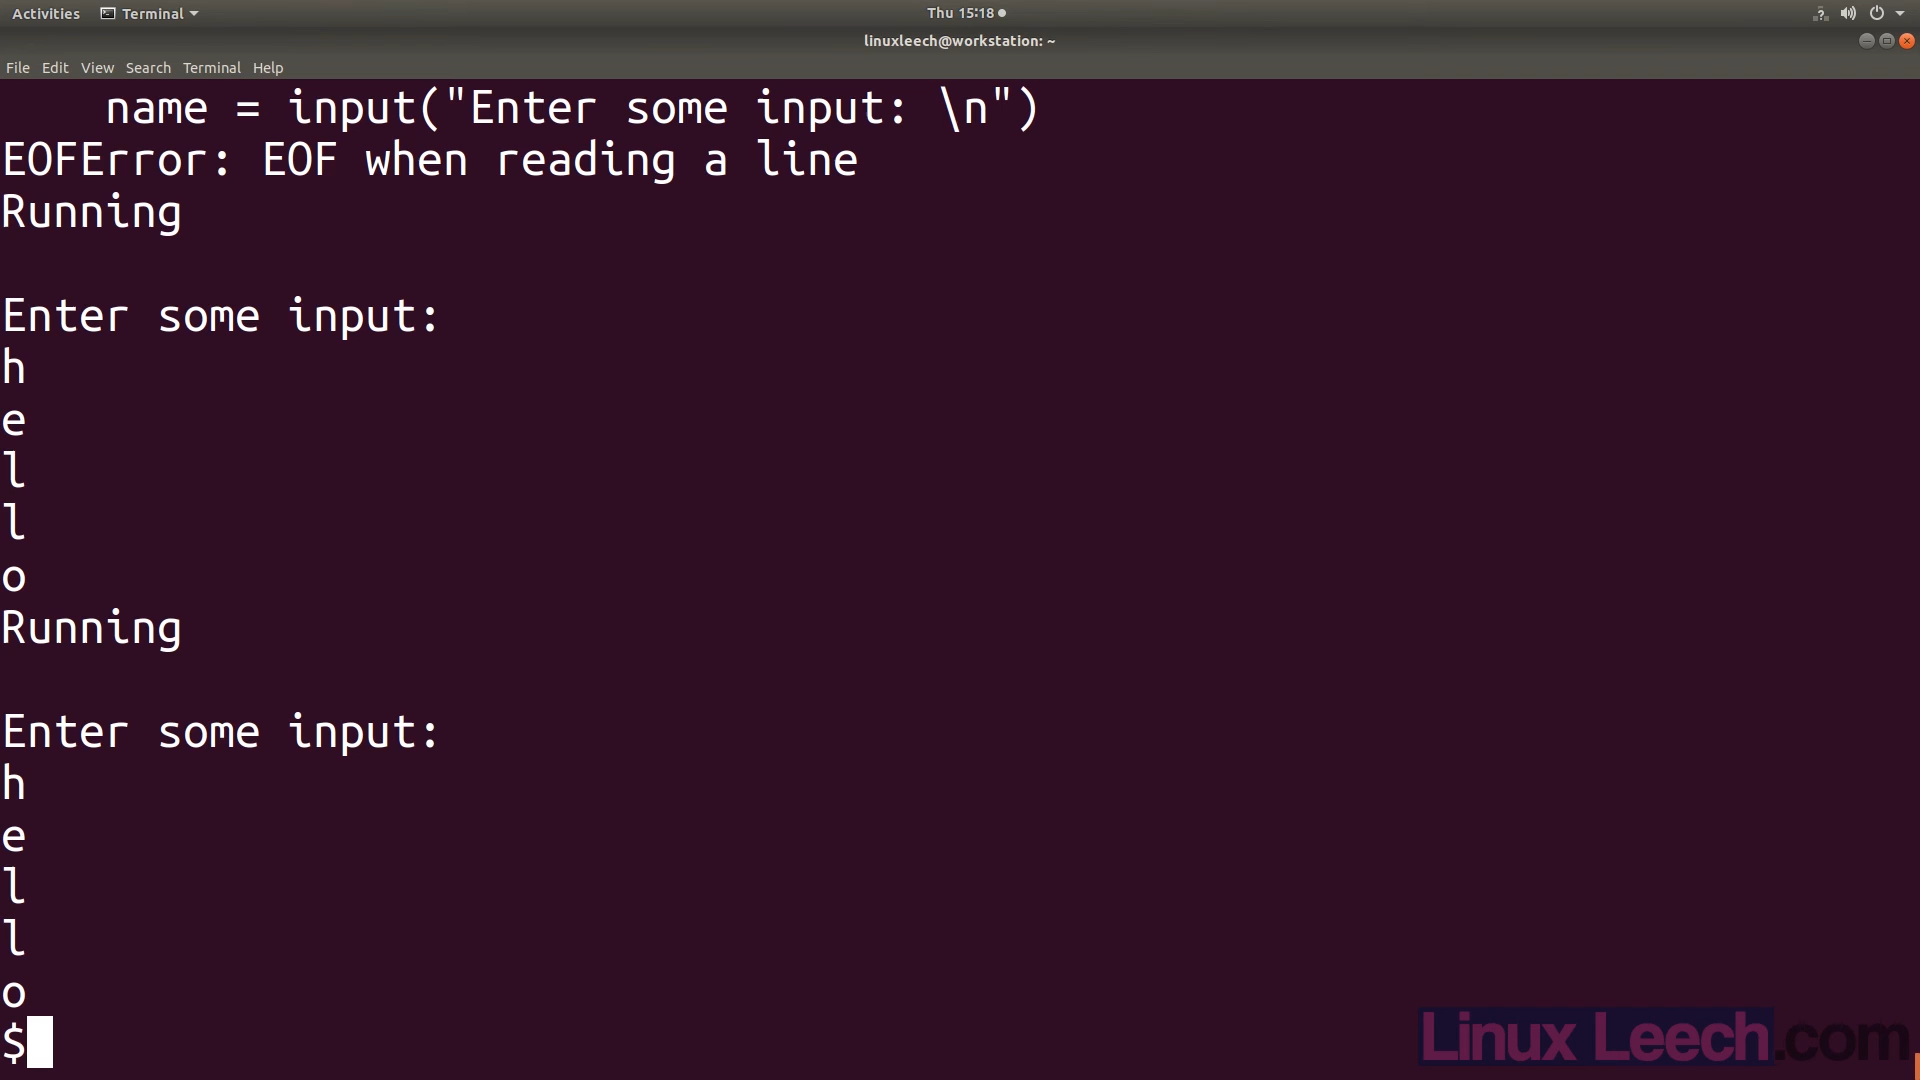 Activities Terminal Thu 15:18
linuxleech@workstation: ~
File Edit View Search Terminal Help
name = input("Enter some input: \n")
EOFError: EOF when reading a line
Running
Enter some input:
h
e
l
l
o
Running
Enter some input:
h
e
l
l
o
$
Linux Leech.com